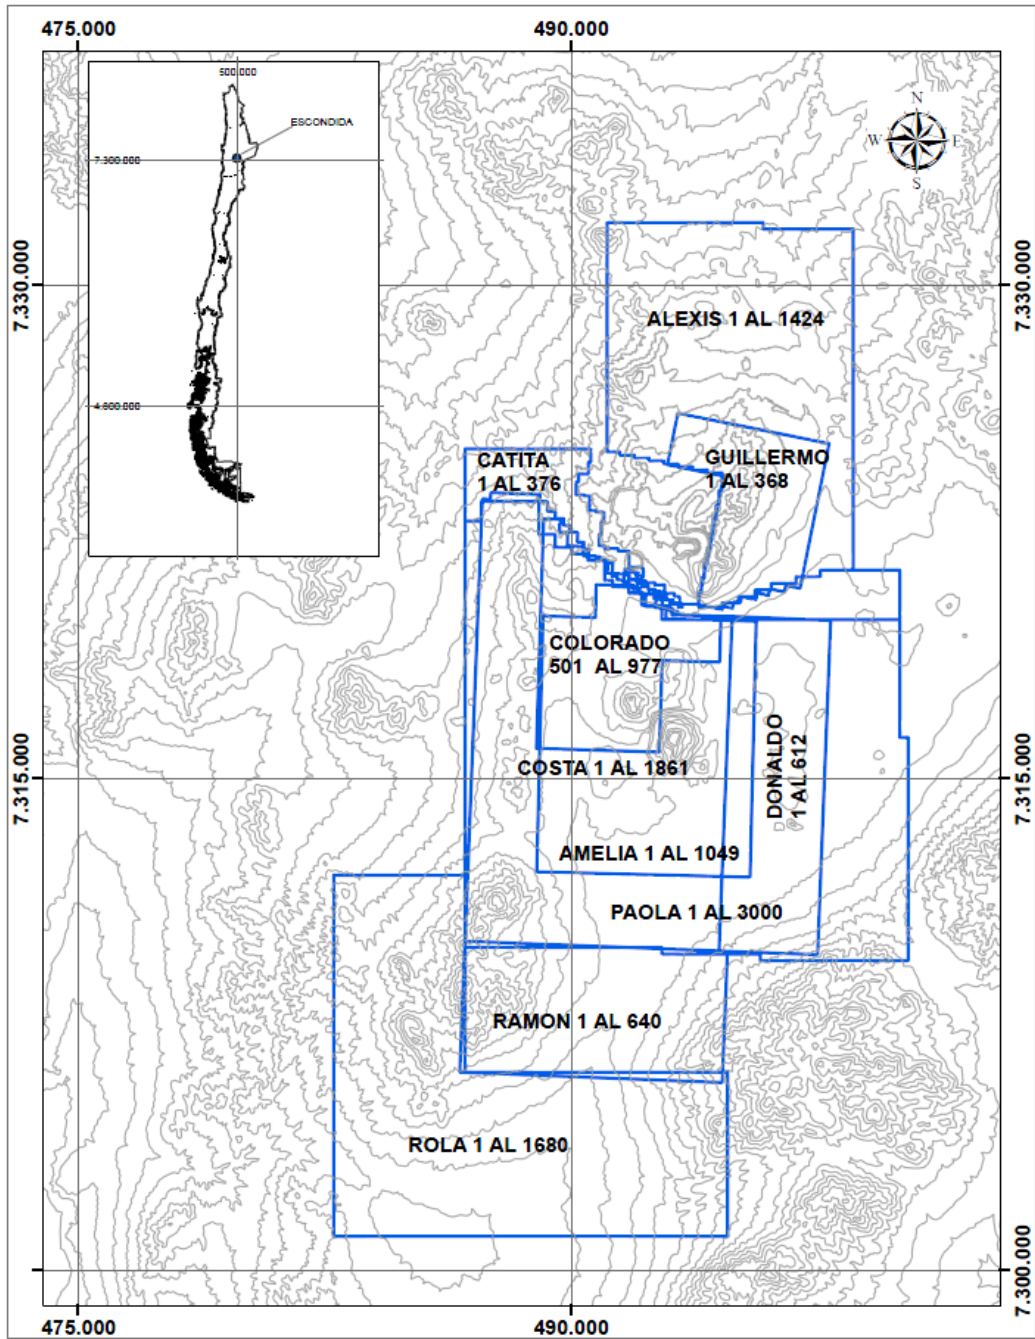 475.000
490.000
500.000
ESCONDIDA
7.300.000
4.800.000
N
W
E
S
7.330.000
7.330.000
ALEXIS 1 AL 1424
CATITA
1 AL 376
GUILLERMO
1 AL 368
COLORADO
501 AL 977
COSTA 1 AL 1861
DONALDO
1 AL 612
7.315.000
7.315.000
AMELIA 1 AL 1049
PAOLA 1 AL 3000
RAMON 1 AL 640
ROLA 1 AL 1680
7.300.000
475.000
490.000